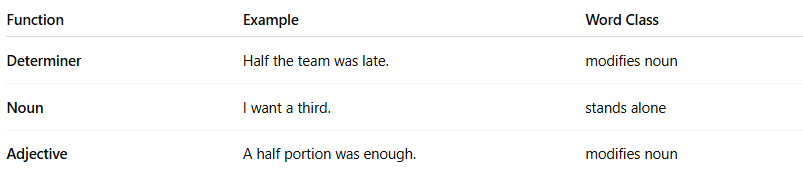 Function Example Word Class
Determiner Half the team was late. modifies noun
Noun I want a third. stands alone
Adjective A half portion was enough. modifies noun